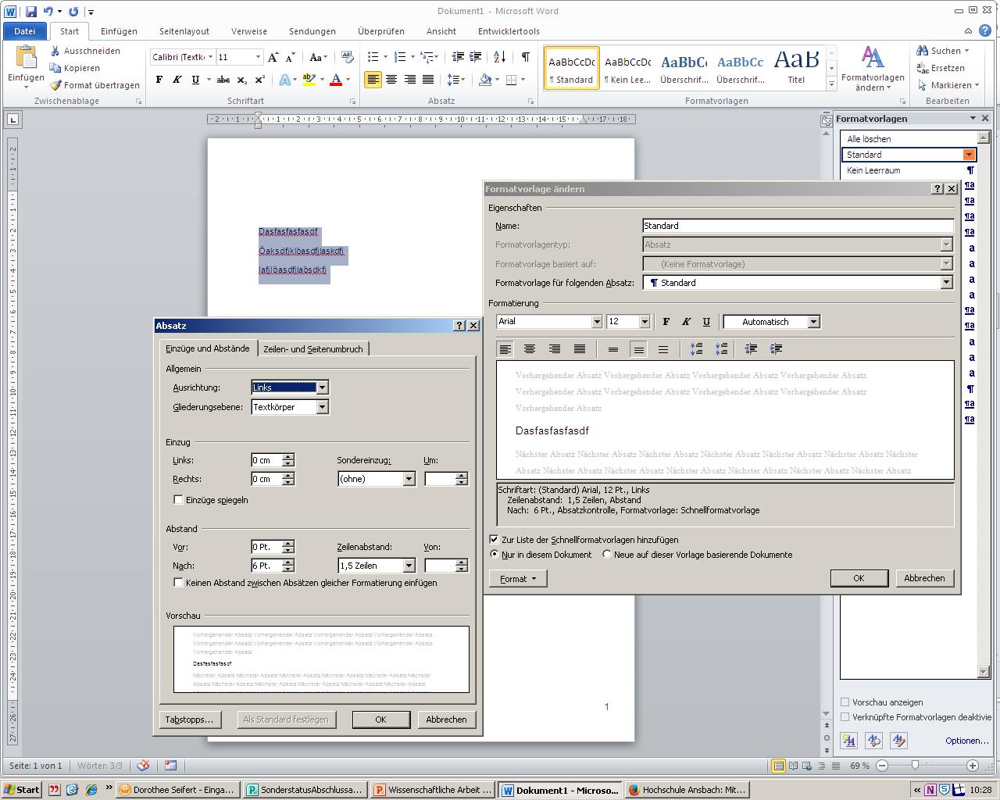 Dokument1 - Microsoft Word
Datei Start Einfügen Seitenlayout Verweise Sendungen Überprüfen Ansicht Entwicklertools
Einfügen
Ausschneiden
Kopieren
Format übertragen
Zwischenablage
Calibri (Textk 11
F K U abc x₂ x²
Schriftart
Absatz
AaBbCcDc AaBbCcDc AaBbC AaBbCc AaB
¶ Standard ¶ Kein Lee... Überschrif... Überschrif... Titel
Formatvorlagen
Formatvorlagen ändern
Suchen
Ersetzen
Markieren
Bearbeiten
Formatvorlagen
Alle löschen
Standard
Kein Leerraum
Dasfasfasfasdf
Öaksdfjklöasdfjlaskdfj
lafjlöasdfjlaösdkfj
1
Formatvorlage ändern
Eigenschaften
Name: Standard
Formatvorlagentyp: Absatz
Formatvorlage basiert auf: (Keine Formatvorlage)
Formatvorlage für folgenden Absatz: ¶ Standard
Formatierung
Arial 12 F K U Automatisch
Vorhergehender Absatz Vorhergehender Absatz Vorhergehender Absatz Vorhergehender Absatz
Vorhergehender Absatz Vorhergehender Absatz Vorhergehender Absatz Vorhergehender Absatz
Vorhergehender Absatz
Dasfasfasfasdf
Nächster Absatz Nächster Absatz Nächster Absatz Nächster Absatz Nächster Absatz Nächster Absatz Nächster
Absatz Nächster Absatz Nächster Absatz Nächster Absatz Nächster Absatz Nächster Absatz Nächster Absatz
Schriftart: (Standard) Arial, 12 Pt., Links
Zeilenabstand: 1,5 Zeilen, Abstand
Nach: 6 Pt., Absatzkontrolle, Formatvorlage: Schnellformatvorlage
Zur Liste der Schnellformatvorlagen hinzufügen
Nur in diesem Dokument Neue auf dieser Vorlage basierende Dokumente
Format OK Abbrechen
Absatz
Einzüge und Abstände Zeilen- und Seitenumbruch
Allgemein
Ausrichtung: Links
Gliederungsebene: Textkörper
Einzug
Links: 0 cm Sondereinzug: Um:
Rechts: 0 cm (ohne)
Einzüge spiegeln
Abstand
Vor: 0 Pt. Zeilenabstand: Von:
Nach: 6 Pt. 1,5 Zeilen
Keinen Abstand zwischen Absätzen gleicher Formatierung einfügen
Vorschau
Vorhergehender Absatz Vorhergehender Absatz Vorhergehender Absatz Vorhergehender Absatz
Vorhergehender Absatz Vorhergehender Absatz Vorhergehender Absatz Vorhergehender Absatz
Vorhergehender Absatz
Dasfasfasfasdf
Nächster Absatz Nächster Absatz Nächster Absatz Nächster Absatz Nächster Absatz Nächster
Tabstopps... Als Standard festlegen OK Abbrechen
Vorschau anzeigen
Verknüpfte Formatvorlagen deaktivie
Optionen...
Seite: 1 von 1 Wörter: 3/3 69 %
Start Dorothee Seifert - Einga... SonderstatusAbschlussa... Wissenschaftliche Arbeit ... Dokument1 - Microso... Hochschule Ansbach: Mit... 10:28